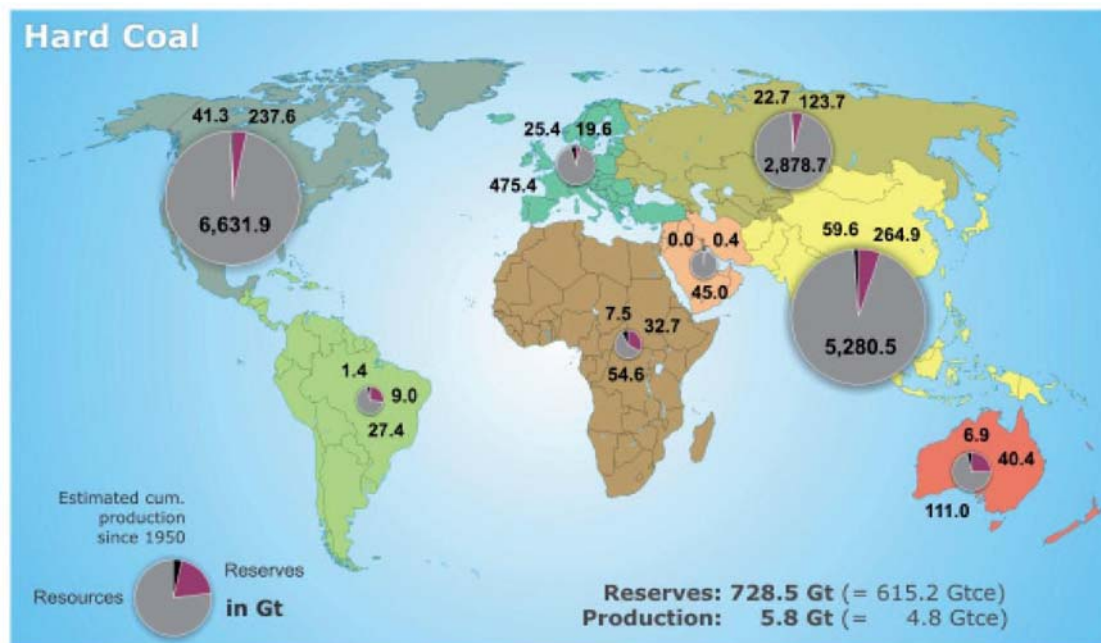 Hard Coal
41.3 237.6
6,631.9
25.4 19.6
475.4
22.7 123.7
2,878.7
59.6 264.9
5,280.5
0.0 0.4
45.0
7.5 32.7
54.6
1.4 9.0
27.4
6.9 40.4
111.0
Estimated cum.
production
since 1950
Reserves
Resources
in Gt
Reserves: 728.5 Gt (= 615.2 Gtce)
Production: 5.8 Gt (= 4.8 Gtce)